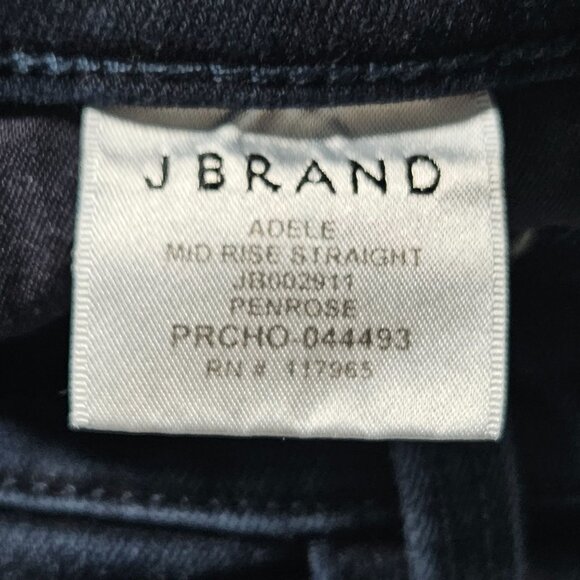 J BRAND
ADELE
MID RISE STRAIGHT
JB002911
PENROSE
PRCHO-044493
RN # 117965